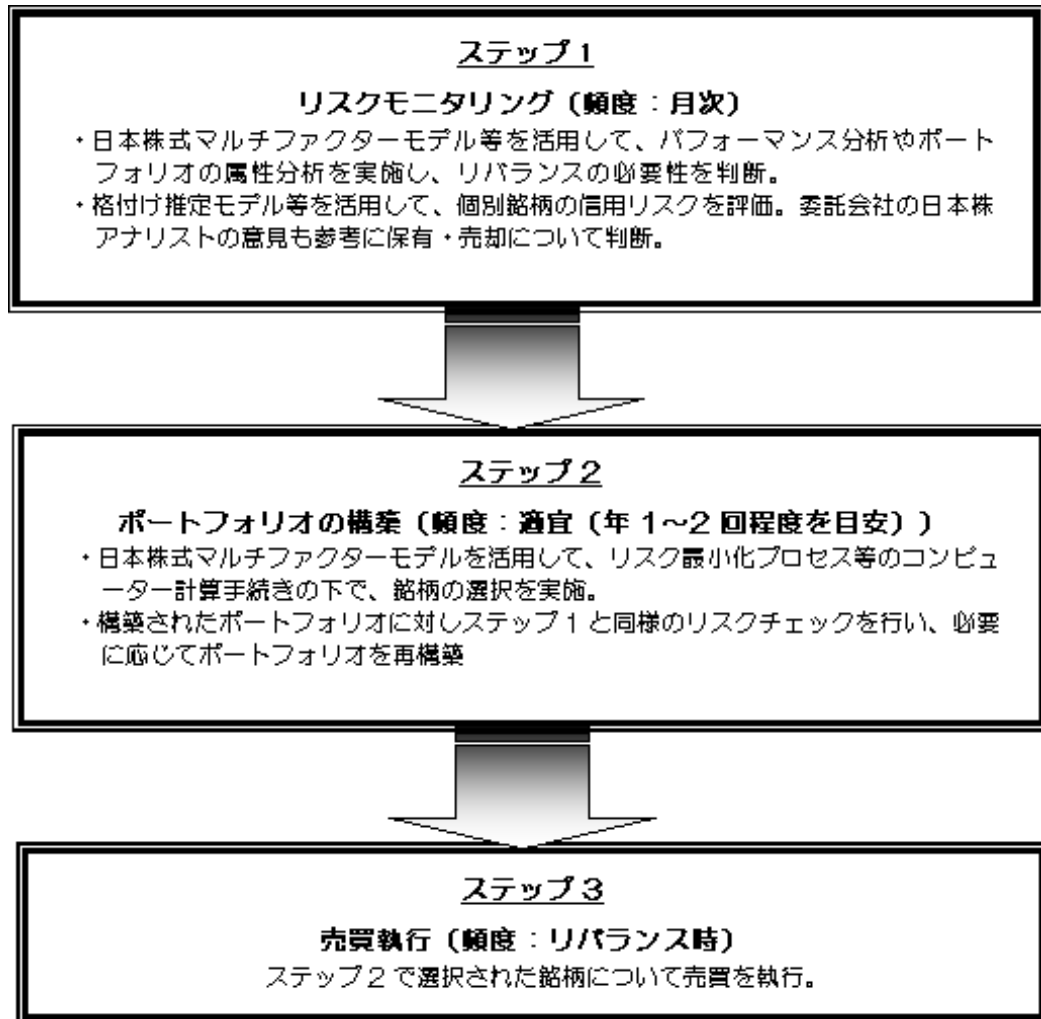 ステップ1
リスクモニタリング（頻度：月次）
・日本株式マルチファクターモデル等を活用して、パフォーマンス分析やポート
フォリオの属性分析を実施し、リバランスの必要性を判断。
・格付け推定モデル等を活用して、個別銘柄の信用リスクを評価。委託会社の日本株
アナリストの意見も参考に保有・売却について判断。
ステップ2
ポートフォリオの構築（頻度：適宜（年1～2回程度を目安））
・日本株式マルチファクターモデルを活用して、リスク最小化プロセス等のコンピュ
ーター計算手続きの下で、銘柄の選択を実施。
・構築されたポートフォリオに対しステップ1と同様のリスクチェックを行い、必要
に応じてポートフォリオを再構築
ステップ3
売買執行（頻度：リバランス時）
ステップ2で選択された銘柄について売買を執行。